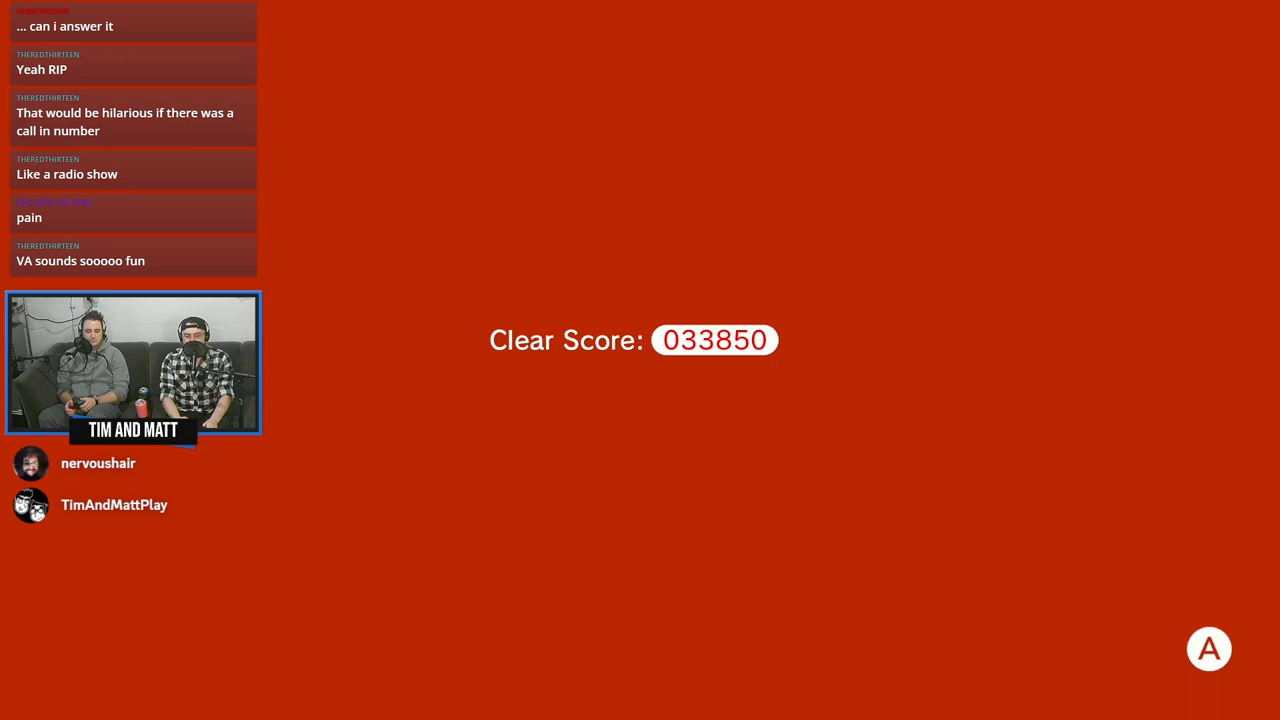 ... can i answer it
THEREDTHIRTEEN
Yeah RIP
THEREDTHIRTEEN
That would be hilarious if there was a
call in number
THEREDTHIRTEEN
Like a radio show
pain
THEREDTHIRTEEN
VA sounds sooooo fun
TIM AND MATT
nervoushair
TimAndMattPlay
Clear Score: 033850
A